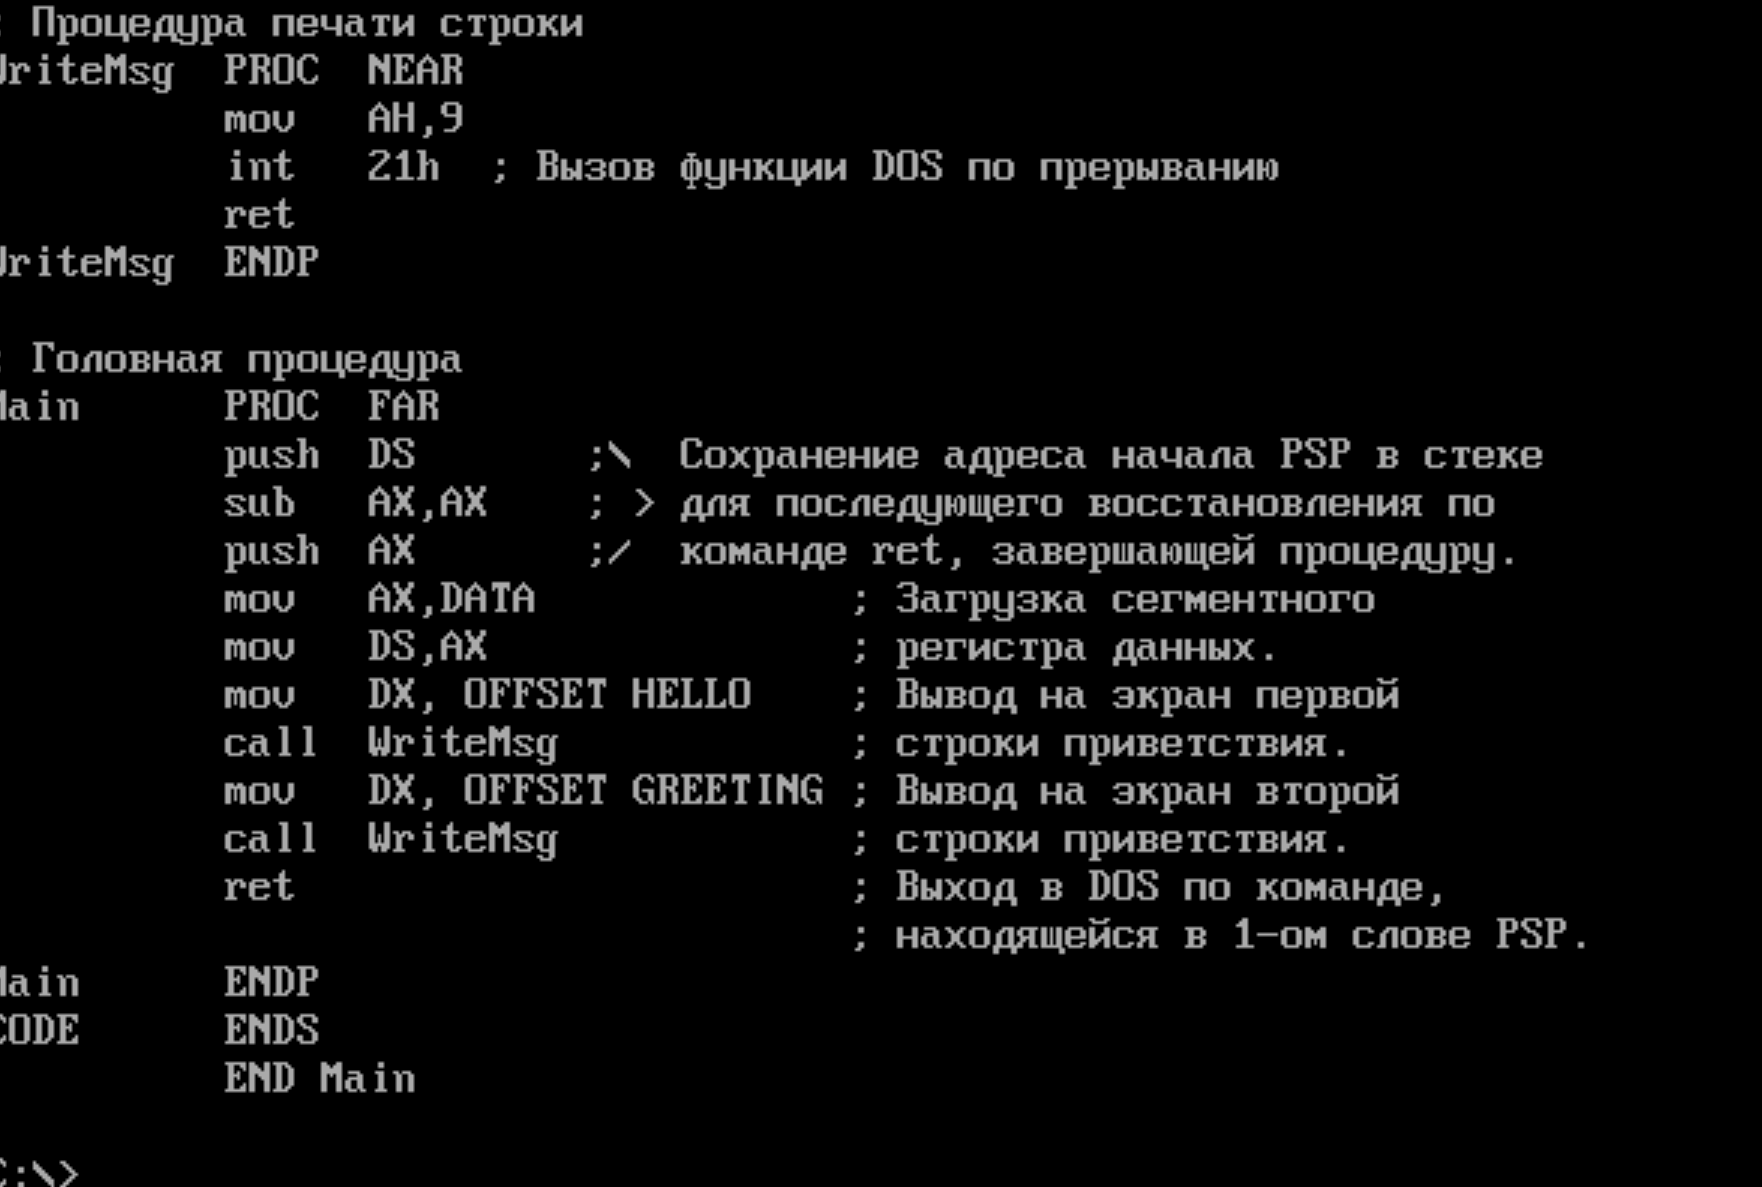 ; Процедура печати строки
WriteMsg  PROC  NEAR
          mov   AH,9
          int   21h  ; Вызов функции DOS по прерыванию
          ret
WriteMsg  ENDP
; Головная процедура
Main      PROC  FAR
          push  DS       ;\  Сохранение адреса начала PSP в стеке
          sub   AX,AX    ; > для последующего восстановления по
          push  AX       ;/  команде ret, завершающей процедуру.
          mov   AX,DATA             ; Загрузка сегментного
          mov   DS,AX               ; регистра данных.
          mov   DX, OFFSET HELLO    ; Вывод на экран первой
          call  WriteMsg            ; строки приветствия.
          mov   DX, OFFSET GREETING ; Вывод на экран второй
          call  WriteMsg            ; строки приветствия.
          ret                       ; Выход в DOS по команде,
                                    ; находящейся в 1-ом слове PSP.
Main      ENDP
CODE      ENDS
          END Main
C:\>